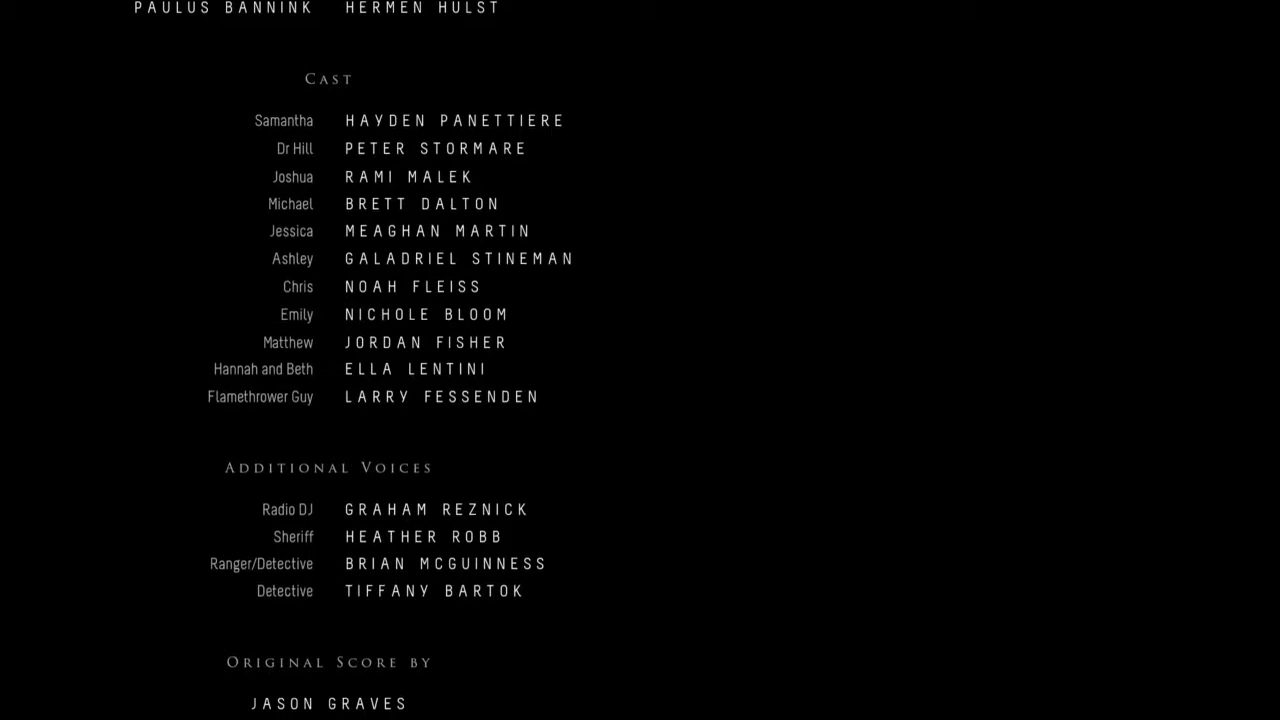 PAULUS BANNINK HERMEN HULST
CAST
Samantha HAYDEN PANETTIERE
Dr Hill PETER STORMARE
Joshua RAMI MALEK
Michael BRETT DALTON
Jessica MEAGHAN MARTIN
Ashley GALADRIEL STINEMAN
Chris NOAH FLEISS
Emily NICHOLE BLOOM
Matthew JORDAN FISHER
Hannah and Beth ELLA LENTINI
Flamethrower Guy LARRY FESSENDEN
ADDITIONAL VOICES
Radio DJ GRAHAM REZNICK
Sheriff HEATHER ROBB
Ranger/Detective BRIAN MCGUINNESS
Detective TIFFANY BARTOK
ORIGINAL SCORE BY
JASON GRAVES